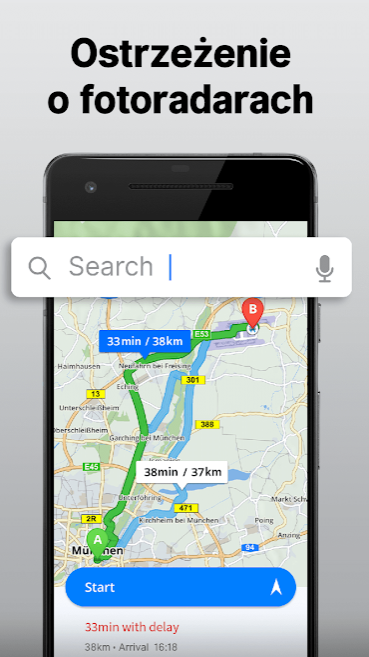 Ostrzeżenie
o fotoradarach
Search
B
E53
33min / 38km
Neufahrn bei Freising
Haimhausen
301
Eching
13
Unterschleißheim
388
Oberschleißheim
Garching bei München
E45
38min / 37km
Markt Schw
Unterföhring
471
2R
Kirchheim bei München
Poing
A
Anzing
94
München
Start
33min with delay
38km • Arrival 16:18